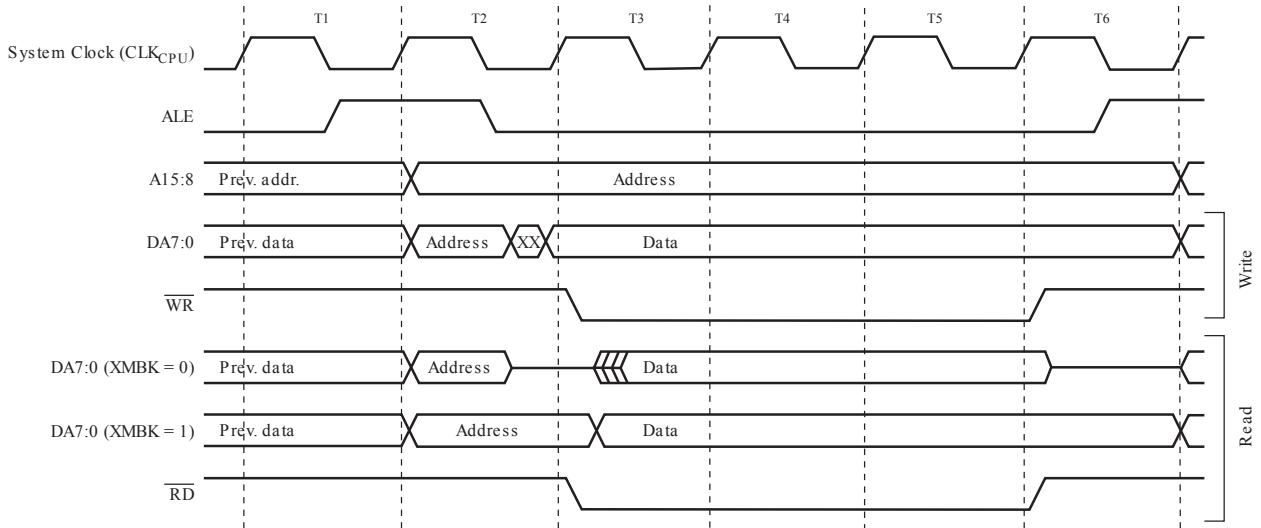 T1 T2 T3 T4 T5 T6
System Clock (CLKCPU)
ALE
A15:8 Prev. addr. Address
DA7:0 Prev. data Address XX Data
WR
Write
DA7:0 (XMBK = 0) Prev. data Address Data
DA7:0 (XMBK = 1) Prev. data Address Data
RD
Read